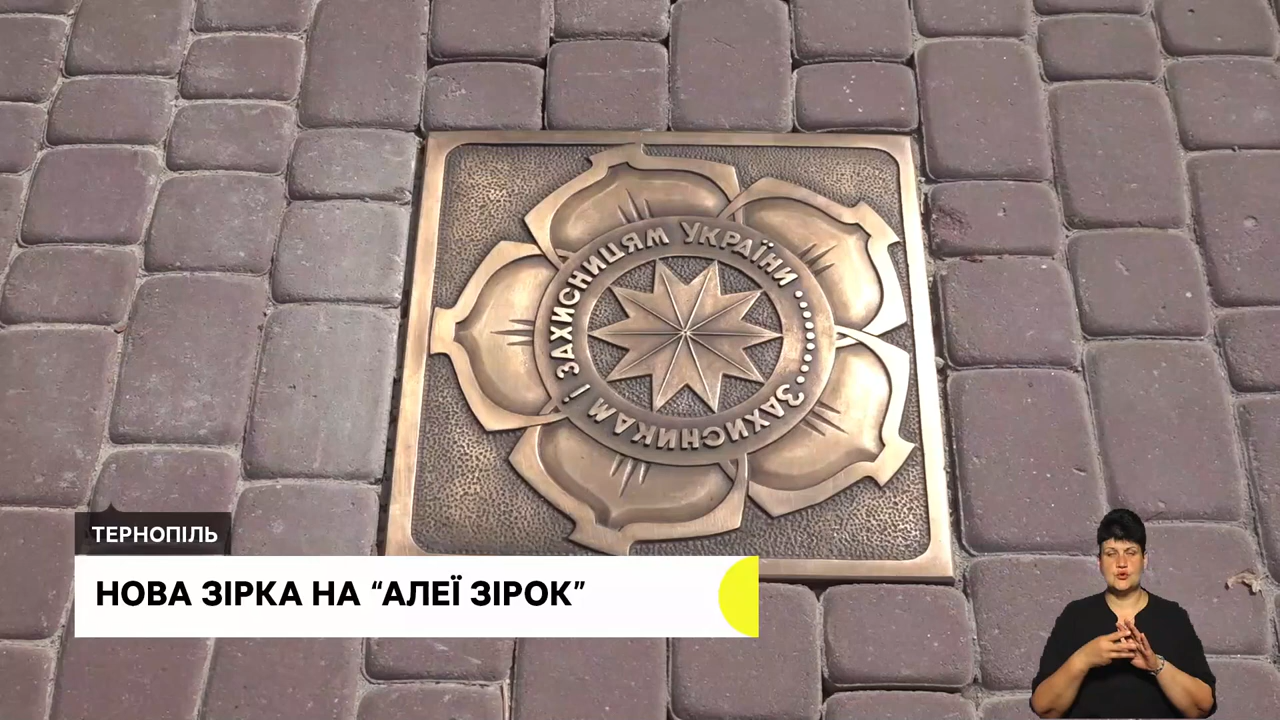 ЗАХИСНИКАМ І ЗАХИСНИЦЯМ УКРАЇНИ
ТЕРНОПІЛЬ
НОВА ЗІРКА НА “АЛЕЇ ЗІРОК”